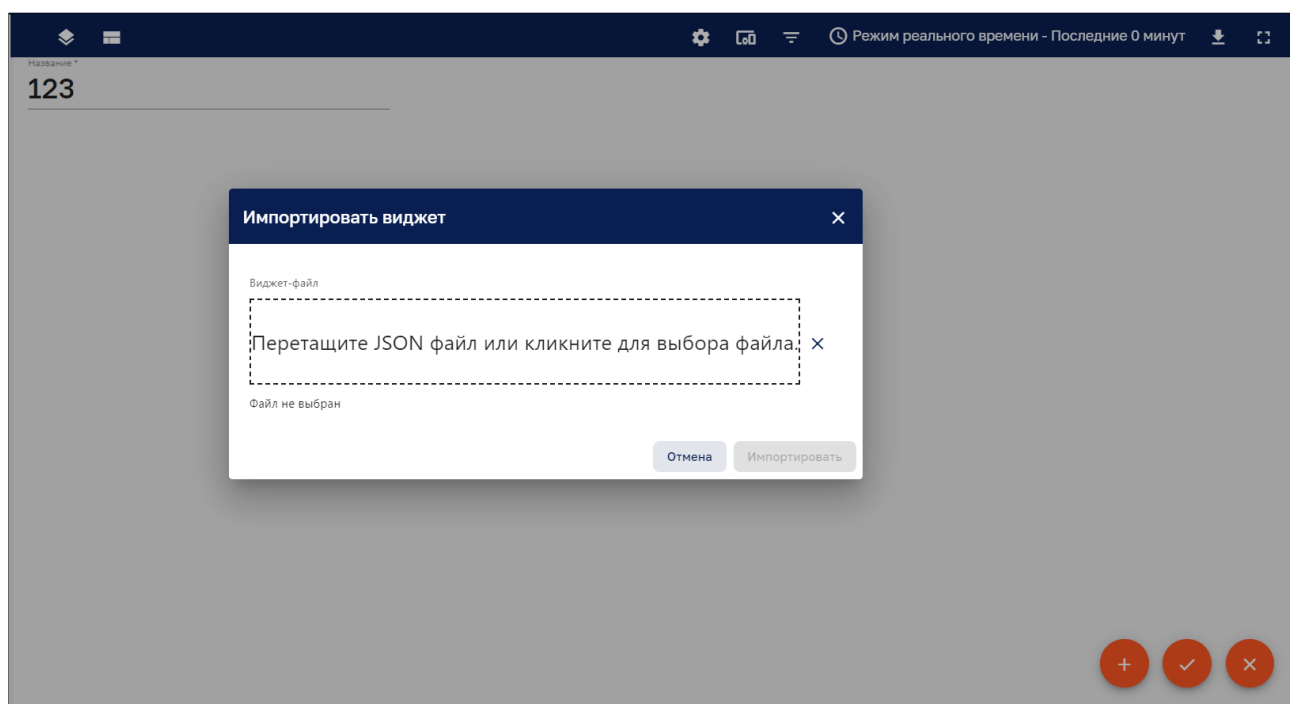 Режим реального времени - Последние 0 минут
Название *
123
Импортировать виджет
Виджет-файл
Перетащите JSON файл или кликните для выбора файла.
Файл не выбран
Отмена
Импортировать